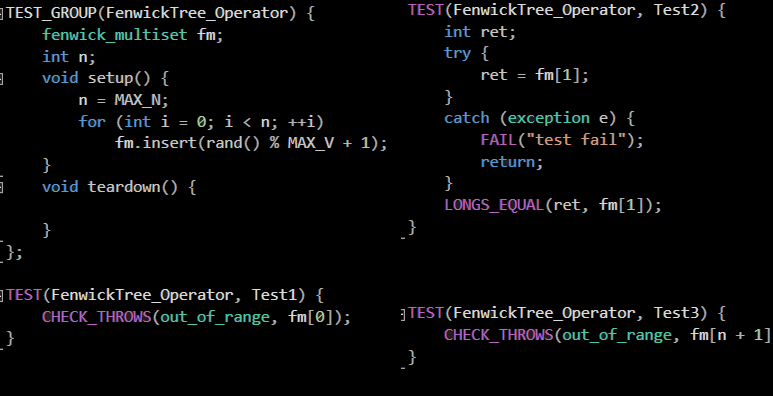 TEST_GROUP(FenwickTree_Operator) {
    fenwick_multiset fm;
    int n;
    void setup() {
        n = MAX_N;
        for (int i = 0; i < n; ++i)
            fm.insert(rand() % MAX_V + 1);
    }
    void teardown() {
    }
};
TEST(FenwickTree_Operator, Test1) {
    CHECK_THROWS(out_of_range, fm[0]);
}
TEST(FenwickTree_Operator, Test2) {
    int ret;
    try {
        ret = fm[1];
    }
    catch (exception e) {
        FAIL("test fail");
        return;
    }
    LONGS_EQUAL(ret, fm[1]);
}
TEST(FenwickTree_Operator, Test3) {
    CHECK_THROWS(out_of_range, fm[n + 1]
}